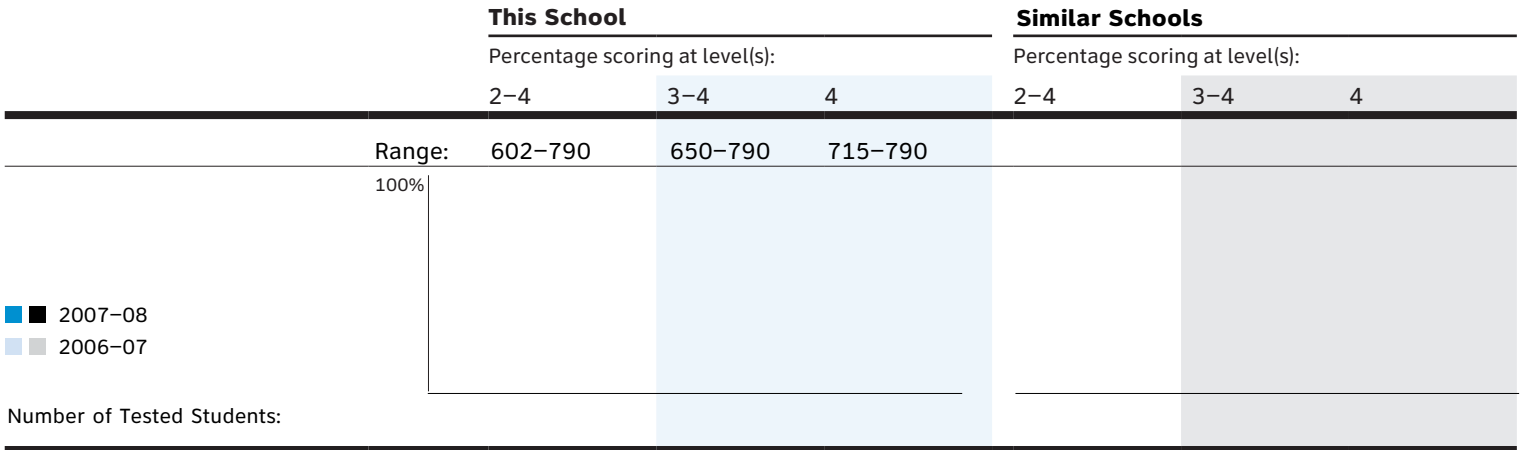 This School Similar Schools
Percentage scoring at level(s): Percentage scoring at level(s):
2–4 3–4 4 2–4 3–4 4
Range: 602–790 650–790 715–790
100%
2007–08
2006–07
Number of Tested Students: